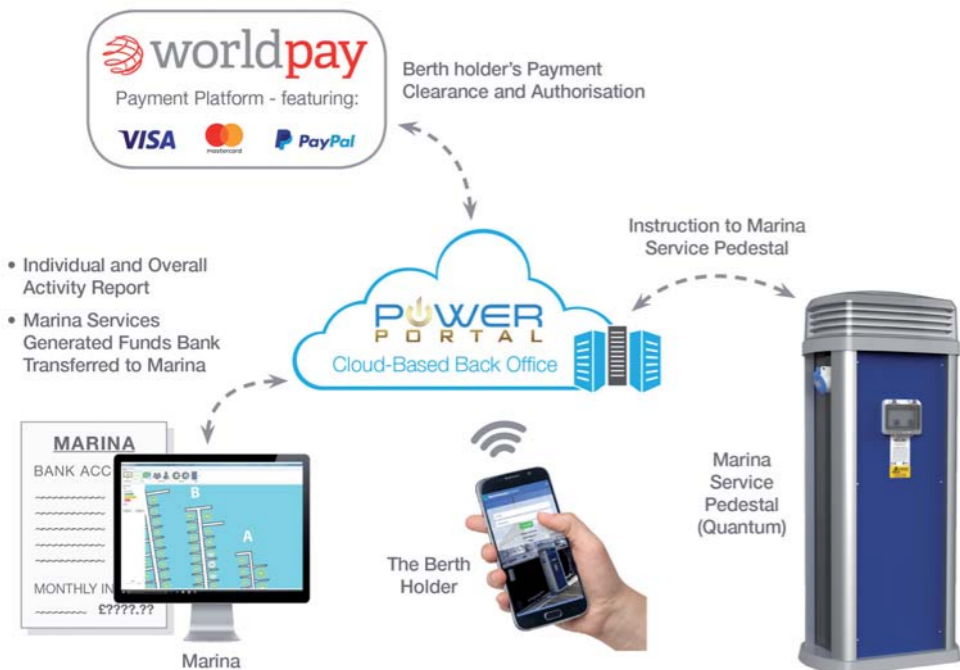 worldpay
Payment Platform - featuring:
VISA
mastercard
PayPal
Berth holder's Payment
Clearance and Authorisation
Instruction to Marina
Service Pedestal
• Individual and Overall
Activity Report
• Marina Services
Generated Funds Bank
Transferred to Marina
POWER
PORTAL
Cloud-Based Back Office
MARINA
BANK ACC
MONTHLY IN
£????.??
B
A
Marina
The Berth
Holder
Marina
Service
Pedestal
(Quantum)